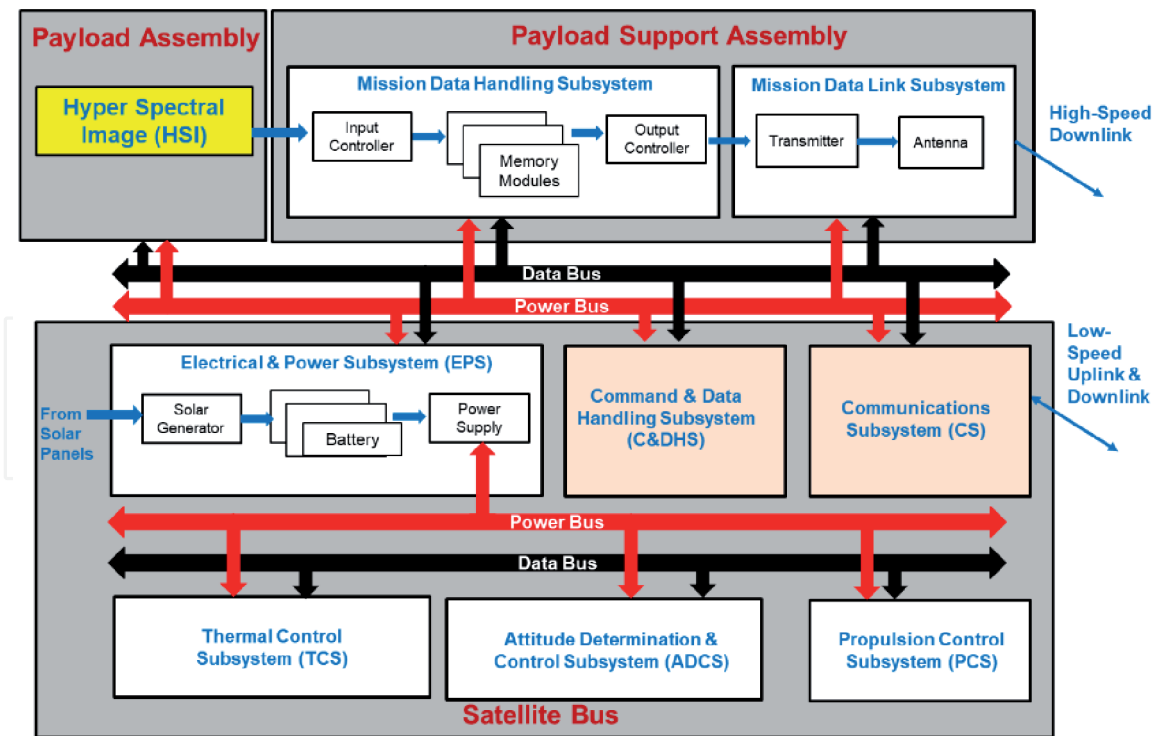 Payload Assembly
Payload Support Assembly
Hyper Spectral
Image (HSI)
Mission Data Handling Subsystem
Input
Controller
Memory
Modules
Output
Controller
Mission Data Link Subsystem
Transmitter
Antenna
High-Speed
Downlink
Data Bus
Power Bus
Electrical & Power Subsystem (EPS)
From
Solar
Panels
Solar
Generator
Battery
Power
Supply
Command & Data
Handling Subsystem
(C&DHS)
Communications
Subsystem (CS)
Low-
Speed
Uplink &
Downlink
Power Bus
Data Bus
Thermal Control
Subsystem (TCS)
Attitude Determination &
Control Subsystem (ADCS)
Propulsion Control
Subsystem (PCS)
Satellite Bus